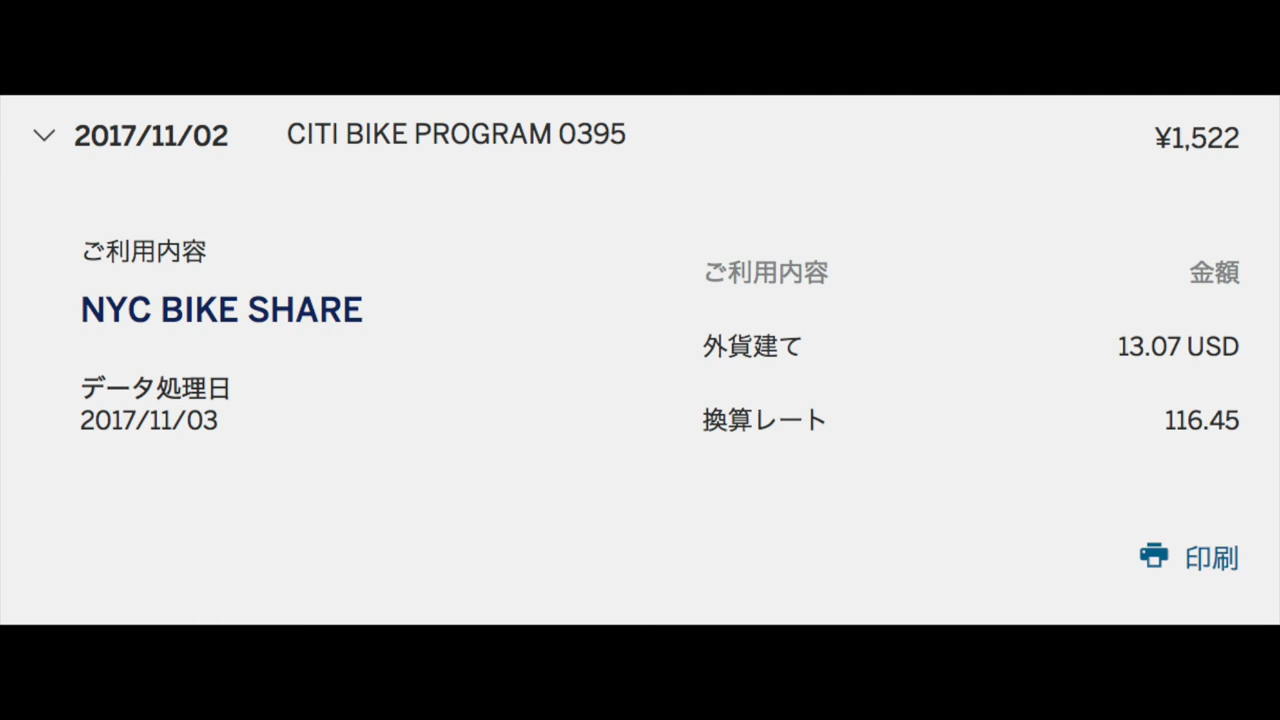 2017/11/02 CITI BIKE PROGRAM 0395 ¥1,522
ご利用内容
NYC BIKE SHARE
データ処理日
2017/11/03
ご利用内容 金額
外貨建て 13.07 USD
換算レート 116.45
印刷